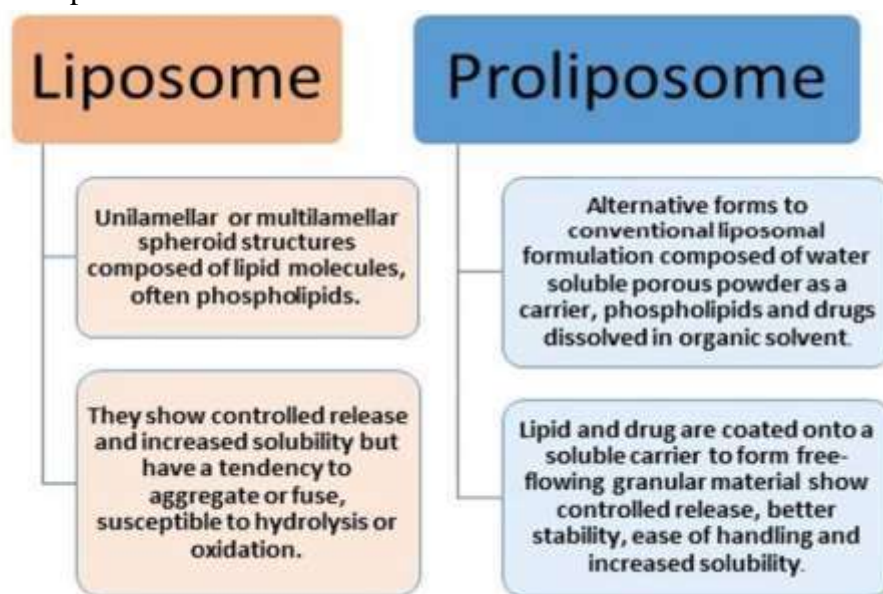 Liposome
Unilamellar or multilamellar
spheroid structures
composed of lipid molecules,
often phospholipids.
They show controlled release
and increased solubility but
have a tendency to
aggregate or fuse,
susceptible to hydrolysis or
oxidation.
Proliposome
Alternative forms to
conventional liposomal
formulation composed of water
soluble porous powder as a
carrier, phospholipids and drugs
dissolved in organic solvent.
Lipid and drug are coated onto a
soluble carrier to form free-
flowing granular material show
controlled release, better
stability, ease of handling and
increased solubility.